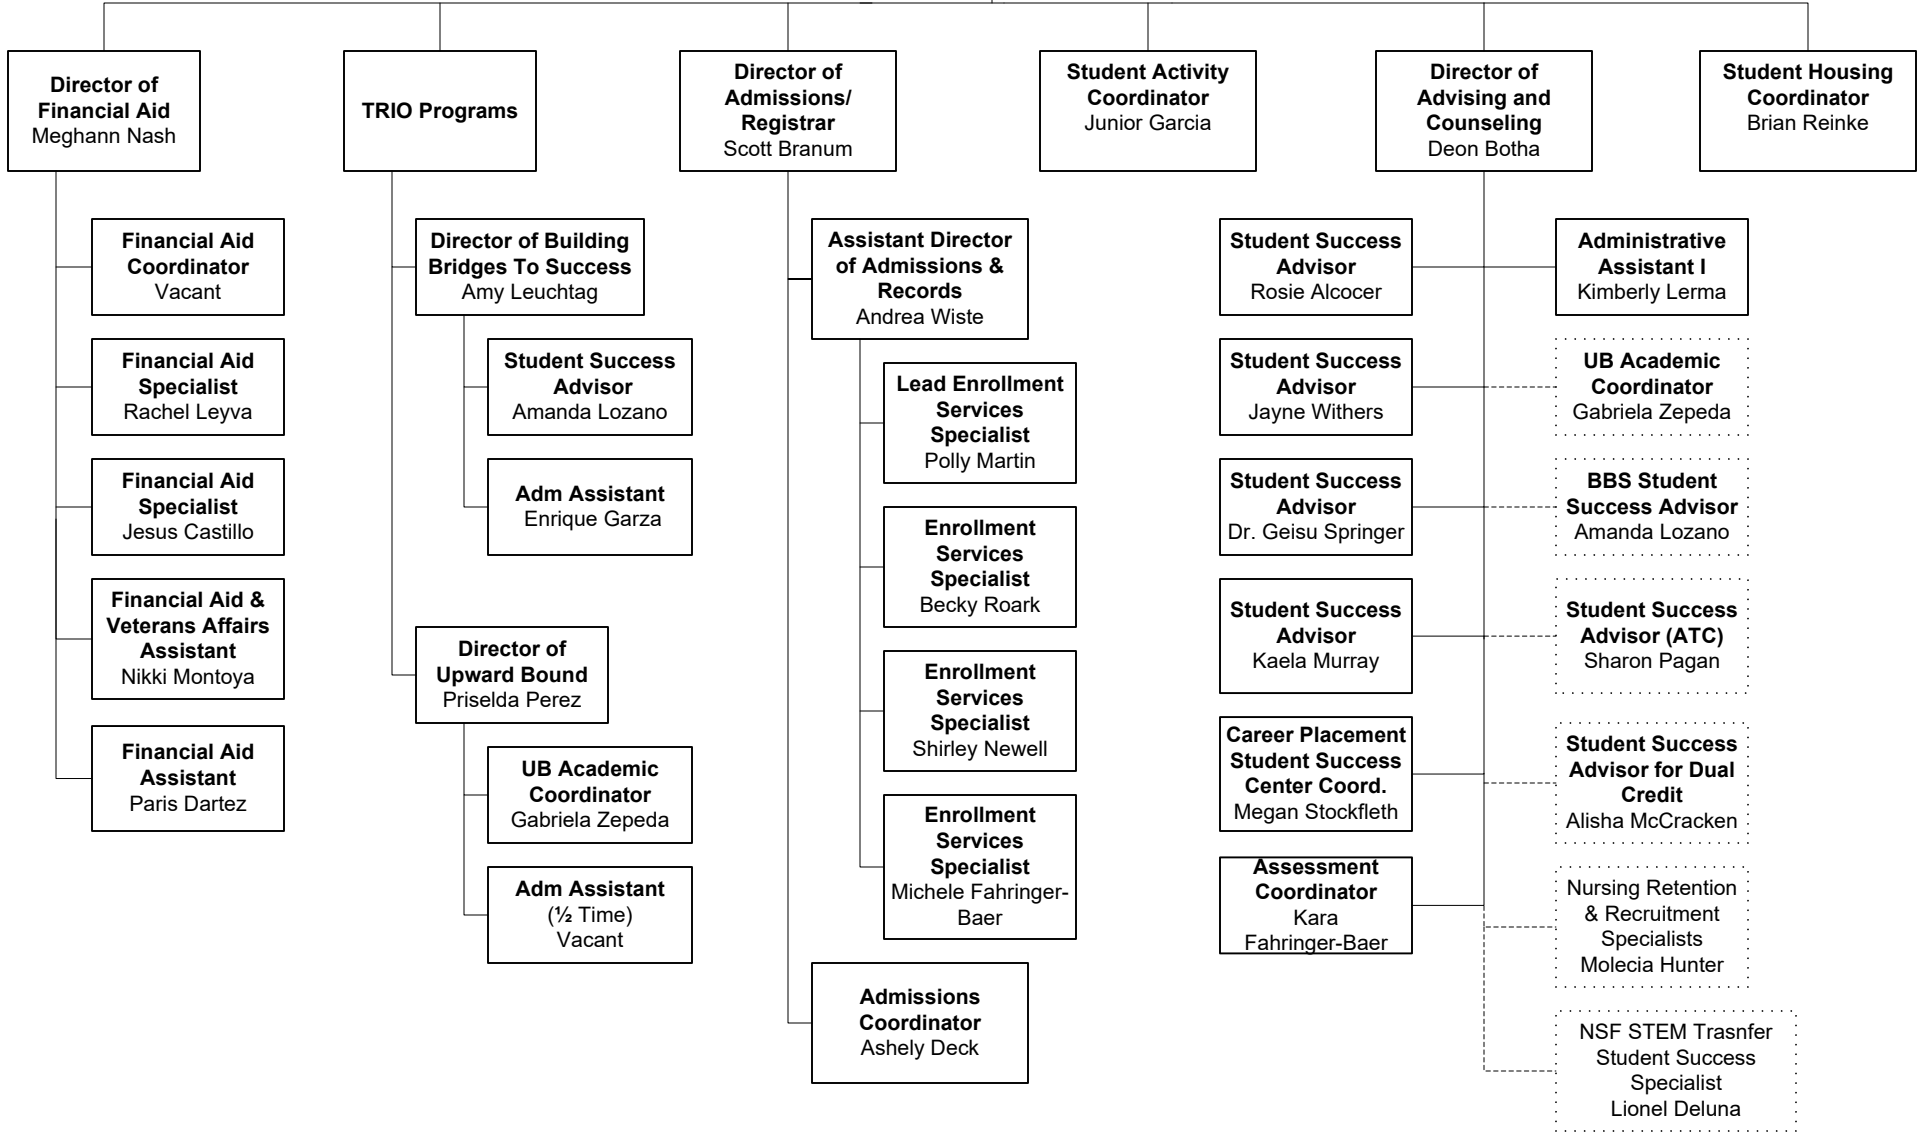 Director of
Financial Aid
Meghann Nash
TRIO Programs
Director of
Admissions/
Registrar
Scott Branum
Student Activity
Coordinator
Junior Garcia
Director of
Advising and
Counseling
Deon Botha
Student Housing
Coordinator
Brian Reinke
Financial Aid
Coordinator
Vacant
Financial Aid
Specialist
Rachel Leyva
Financial Aid
Specialist
Jesus Castillo
Financial Aid &
Veterans Affairs
Assistant
Nikki Montoya
Financial Aid
Assistant
Paris Dartez
Director of Building
Bridges To Success
Amy Leuchtag
Student Success
Advisor
Amanda Lozano
Adm Assistant
Enrique Garza
Director of
Upward Bound
Priselda Perez
UB Academic
Coordinator
Gabriela Zepeda
Adm Assistant
(½ Time)
Vacant
Assistant Director
of Admissions &
Records
Andrea Wiste
Lead Enrollment
Services
Specialist
Polly Martin
Enrollment
Services
Specialist
Becky Roark
Enrollment
Services
Specialist
Shirley Newell
Enrollment
Services
Specialist
Michele Fahringer-
Baer
Admissions
Coordinator
Ashely Deck
Student Success
Advisor
Rosie Alcocer
Student Success
Advisor
Jayne Withers
Student Success
Advisor
Dr. Geisu Springer
Student Success
Advisor
Kaela Murray
Career Placement
Student Success
Center Coord.
Megan Stockfleth
Assessment
Coordinator
Kara
Fahringer-Baer
Administrative
Assistant I
Kimberly Lerma
UB Academic
Coordinator
Gabriela Zepeda
BBS Student
Success Advisor
Amanda Lozano
Student Success
Advisor (ATC)
Sharon Pagan
Student Success
Advisor for Dual
Credit
Alisha McCracken
Nursing Retention
& Recruitment
Specialists
Molecia Hunter
NSF STEM Trasnfer
Student Success
Specialist
Lionel Deluna